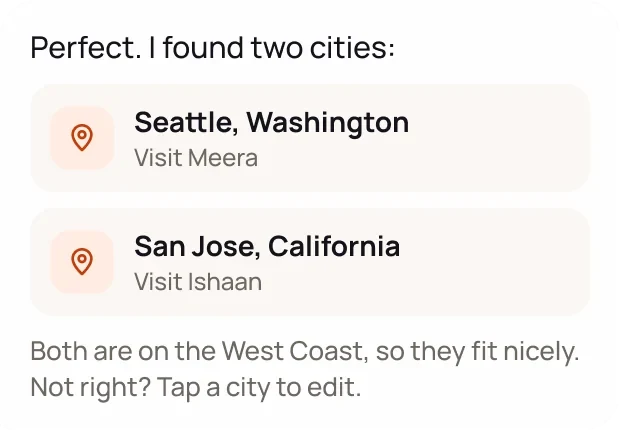 Perfect. I found two cities:
Seattle, Washington
Visit Meera
San Jose, California
Visit Ishaan
Both are on the West Coast, so they fit nicely.
Not right? Tap a city to edit.